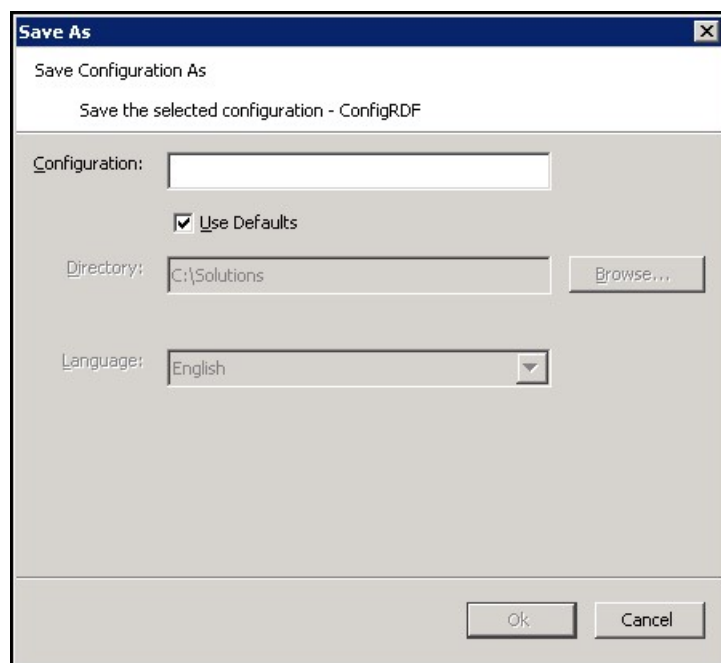 Save As
Save Configuration As
Save the selected configuration - ConfigRDF
Configuration:
Use Defaults
Directory: C:\Solutions Browse...
Language: English
Ok Cancel